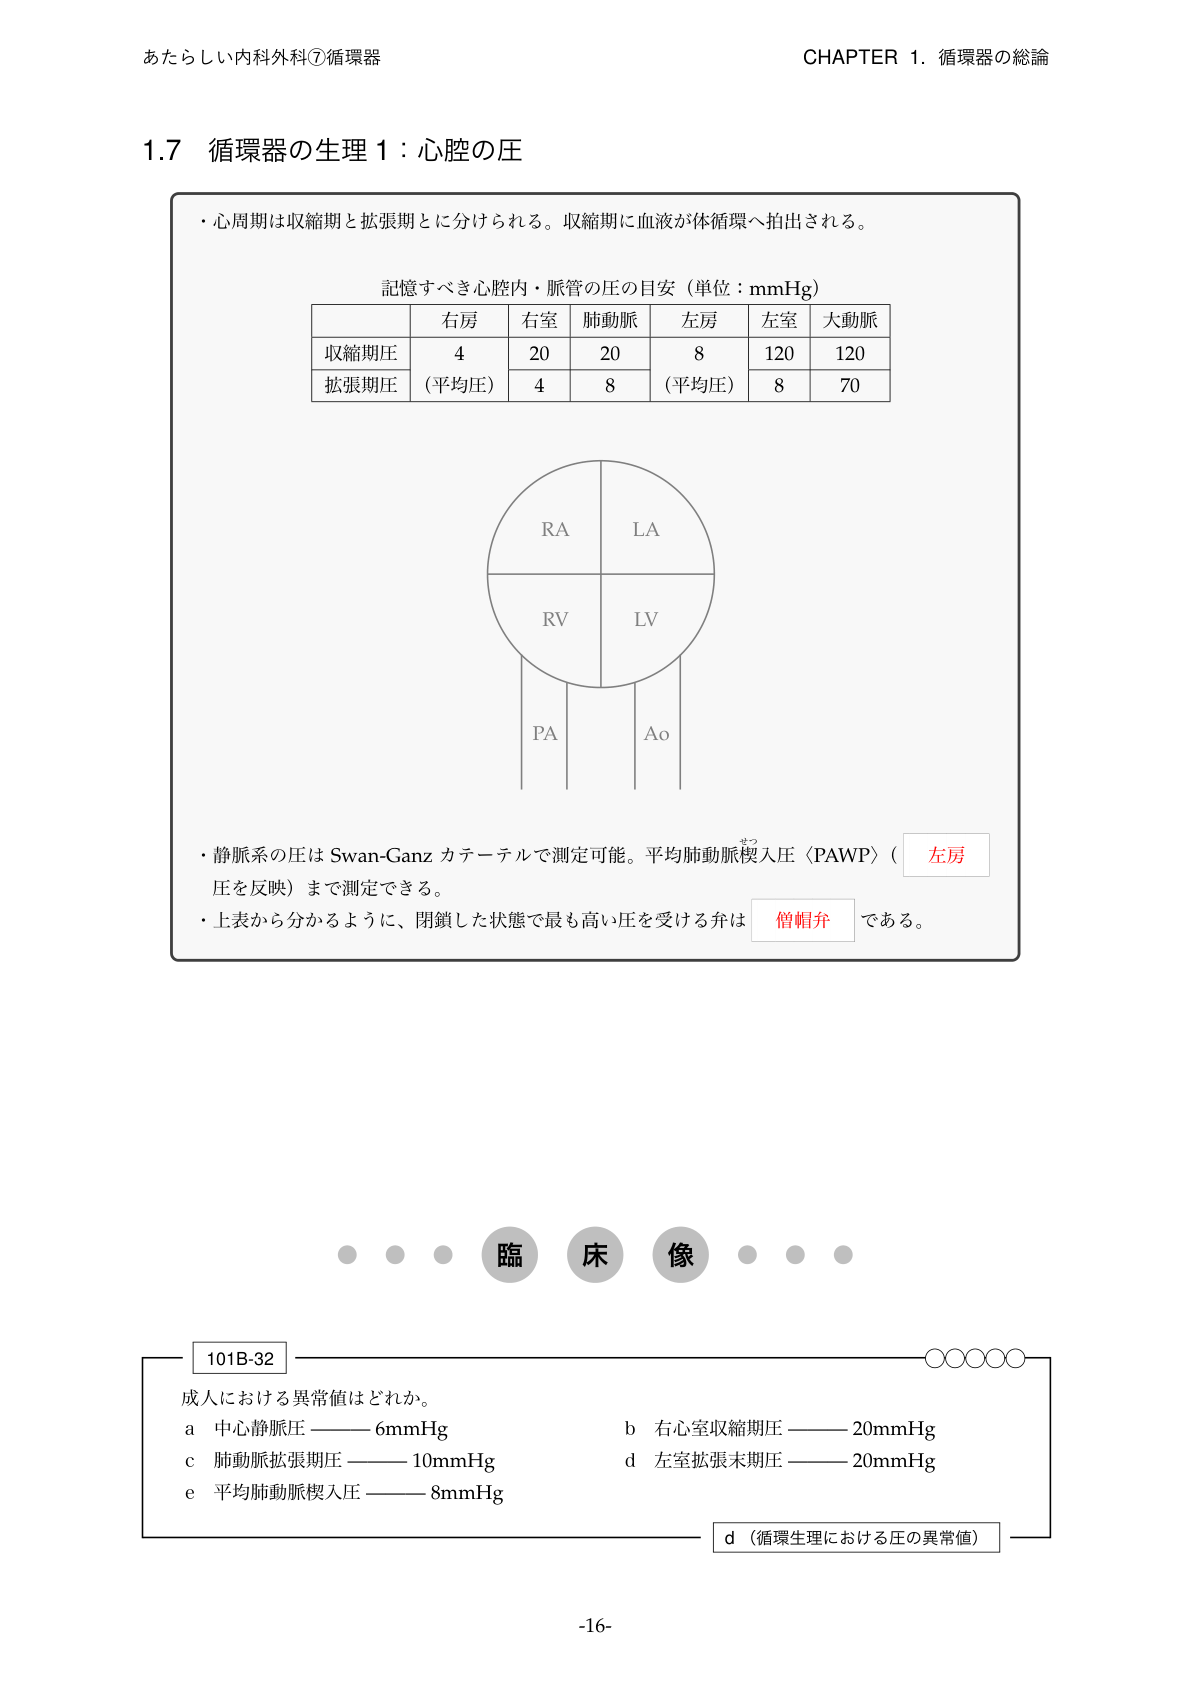 あたらしい内科外科⑦循環器
CHAPTER 1. 循環器の総論
1.7 循環器の生理 1：心腔の圧
・心周期は収縮期と拡張期とに分けられる。収縮期に血液が体循環へ拍出される。
記憶すべき心腔内・脈管の圧の目安（単位：mmHg）
右房 右室 肺動脈 左房 左室 大動脈
収縮期圧 4 20 20 8 120 120
拡張期圧 （平均圧） 4 8 （平均圧） 8 70
RA LA
RV LV
PA Ao
せつ
・静脈系の圧は Swan-Ganz カテーテルで測定可能。平均肺動脈楔入圧〈PAWP〉（ 左房
圧を反映）まで測定できる。
・上表から分かるように、閉鎖した状態で最も高い圧を受ける弁は 僧帽弁 である。
臨 床 像
101B-32
成人における異常値はどれか。
a 中心静脈圧 ——— 6mmHg b 右心室収縮期圧 ——— 20mmHg
c 肺動脈拡張期圧 ——— 10mmHg d 左室拡張末期圧 ——— 20mmHg
e 平均肺動脈楔入圧 ——— 8mmHg
d （循環生理における圧の異常値）
-16-